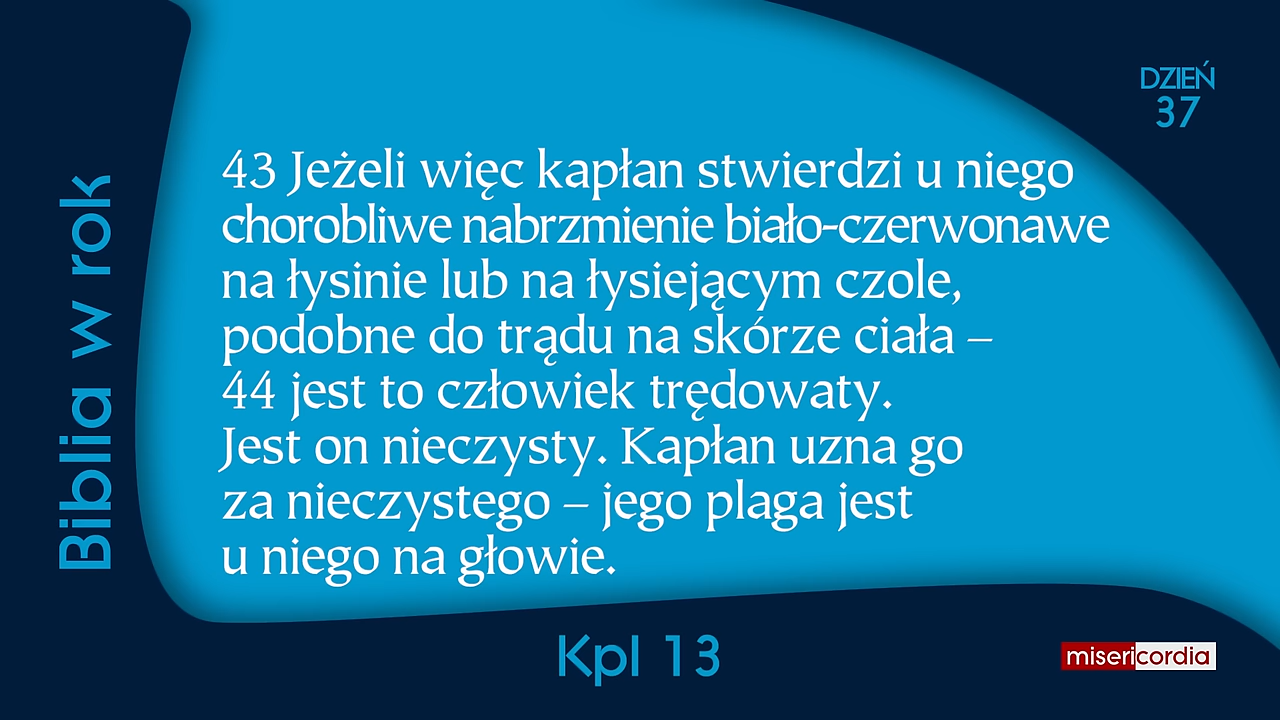 DZIEŃ
37
Biblia w rok
43 Jeżeli więc kapłan stwierdzi u niego
chorobliwe nabrzmienie biało-czerwonawe
na łysinie lub na łysiejącym czole,
podobne do trądu na skórze ciała –
44 jest to człowiek trędowaty.
Jest on nieczysty. Kapłan uzna go
za nieczystego – jego plaga jest
u niego na głowie.
Kpl 13
misericordia